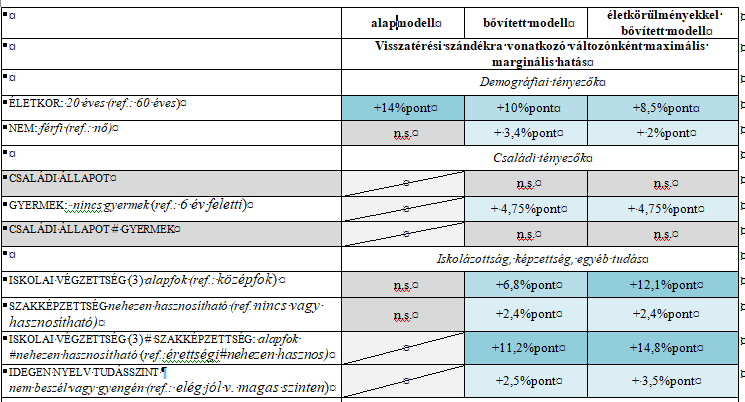 alapmodell¤ bővített·modell¤ életkörülményekkel·
bővített·modell¤
Visszatérési·szándékra·vonatkozó·változónként·maximális·
marginális·hatás¤
Demográfiai·tényezők¤
ÉLETKOR:·20·éves·(ref.:·60·éves)¤ +14%pont¤ +10%pont¤ +8,5%pont¤
NEM:·férfi·(ref.:·nő)¤ n.s.¤ +·3,4%pont¤ +·2%pont¤
Családi·tényezők¤
CSALÁDI·ÁLLAPOT¤ ¤ n.s.¤ n.s.¤
GYERMEK:··nincs·gyermek·(ref.:·6·év·feletti)¤ ¤ +·4,75%pont¤ +·4,75%pont¤
CSALÁDI·ÁLLAPOT·#·GYERMEK¤ ¤ n.s.¤ n.s.¤
Iskolázottság,·képzettség,·egyéb·tudás¤
ISKOLAI·VÉGZETTSÉG·(3)·alapfok·(ref.:·középfok)¤ n.s.¤ +6,8%pont¤ +12,1%pont¤
SZAKKÉPZETTSÉG·nehezen·hasznosítható·(ref.·nincs·vagy·
hasznosítható)¤ n.s.¤ +2,4%pont¤ +2,4%pont¤
ISKOLAI·VÉGZETTSÉG·(3)#·SZAKKÉPZETTSÉG:·alapfok·
#nehezen·hasznosítható·(ref.:érettségi#nehezen·hasznos)¤ ¤ +11,2%pont¤ +14,8%pont¤
IDEGEN·NYELV·TUDÁSSZINT·¶
nem·beszél·vagy·gyengén·(ref.:·elég·jól·v.·magas·szinten)¤ ¤ +2,5%pont¤ +·3,5%pont¤